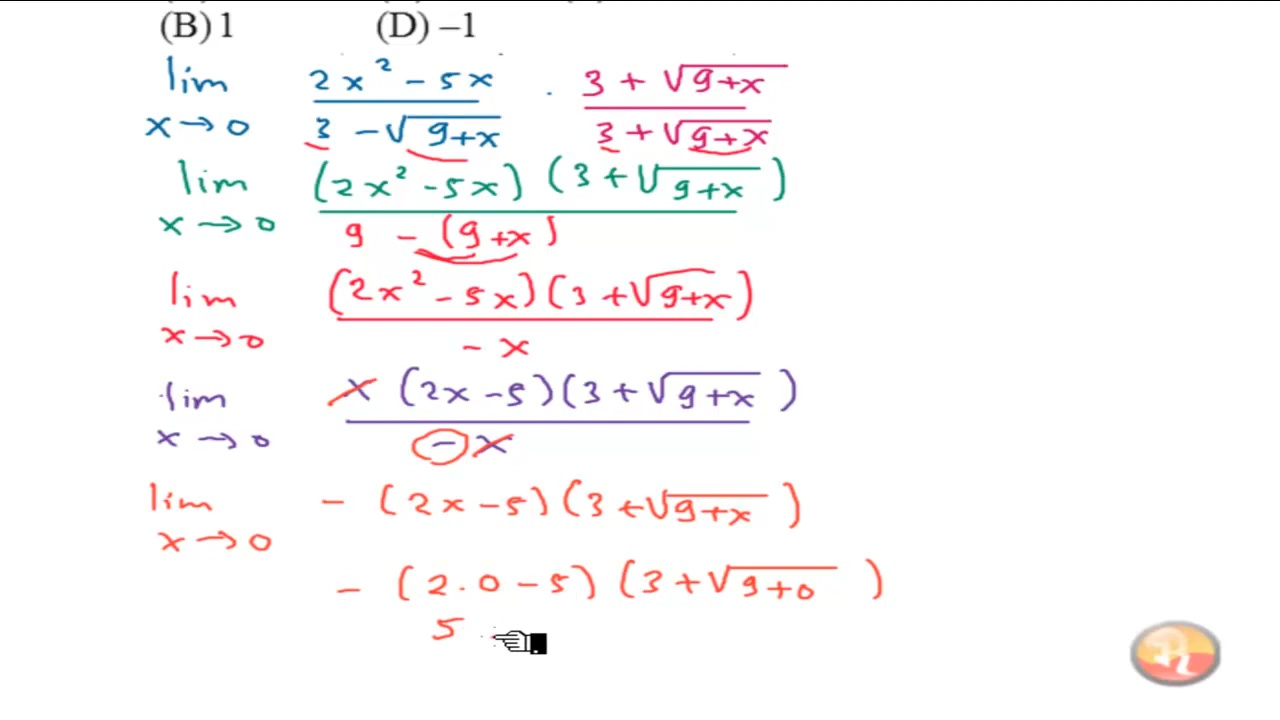 (B) 1 (D) –1
lim x→0 (2x² - 5x)/(3 - √(9+x)) . (3 + √(9+x))/(3 + √(9+x))
lim x→0 (2x² - 5x) (3 + √(9+x))/(9 - (9+x))
lim x→0 (2x² - 5x)(3 + √(9+x))/(-x)
lim x→0 x (2x - 5)(3 + √(9+x))/(-x)
lim x→0 - (2x - 5)(3 + √(9+x))
- (2.0 - 5)(3 + √(9+0))
5